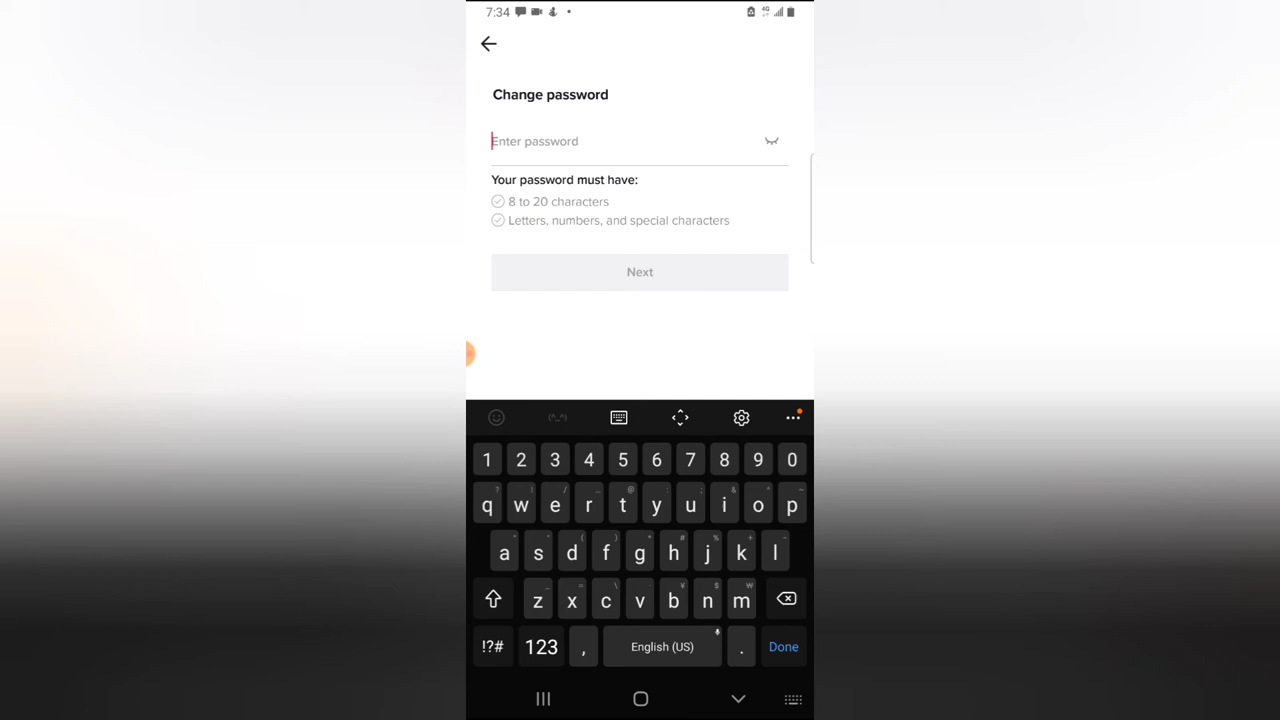 7:34
4G
Change password
Enter password
Your password must have:
8 to 20 characters
Letters, numbers, and special characters
Next
(^_^)
1 2 3 4 5 6 7 8 9 0
q w e r t y u i o p
a s d f g h j k l
z x c v b n m
!?# 123 , English (US) . Done